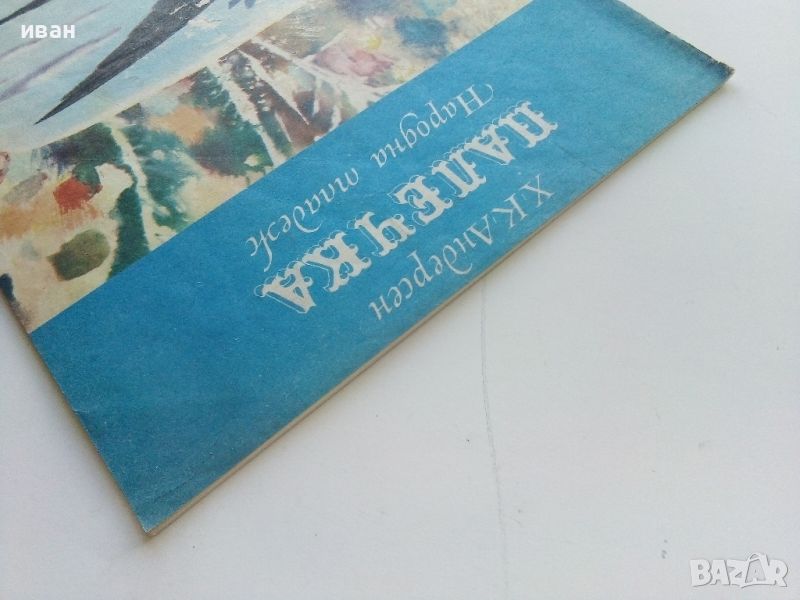 иван
Х. К. Андерсен
ПАЛЕЧКА
Народна младеж
BAZAR